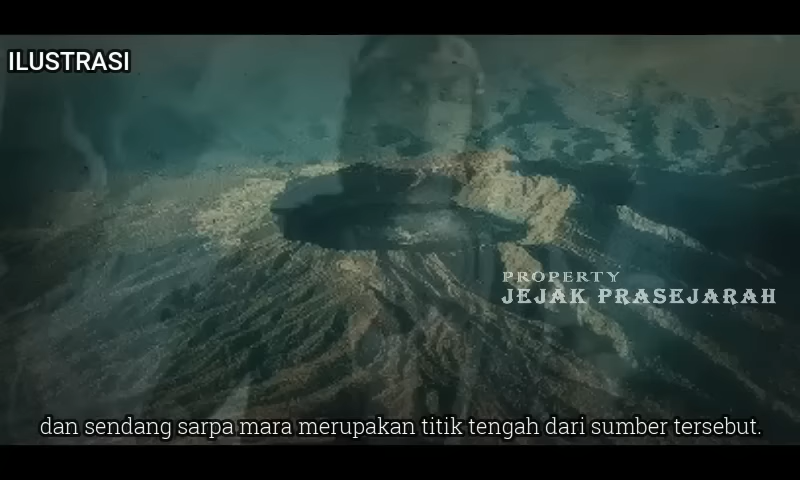 ILUSTRASI
PROPERTY
JEJAK PRASEJARAH
dan sendang sarpa mara merupakan titik tengah dari sumber tersebut.